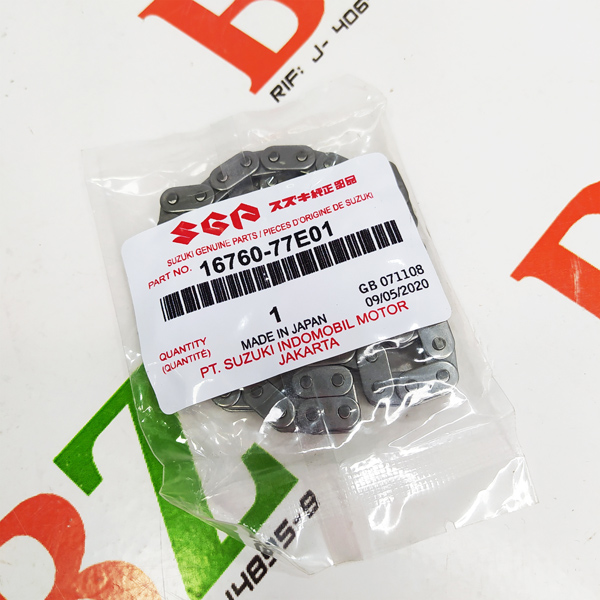 RIF: J- 406
SGP スズキ純正部品
SUZUKI GENUINE PARTS / PIECES D'ORIGINE DE SUZUKI
PART NO. 16760-77E01
1
GB 071108
MADE IN JAPAN
09/05/2020
QUANTITY
(QUANTITÉ)
PT. SUZUKI INDOMOBIL MOTOR
JAKARTA
BZ